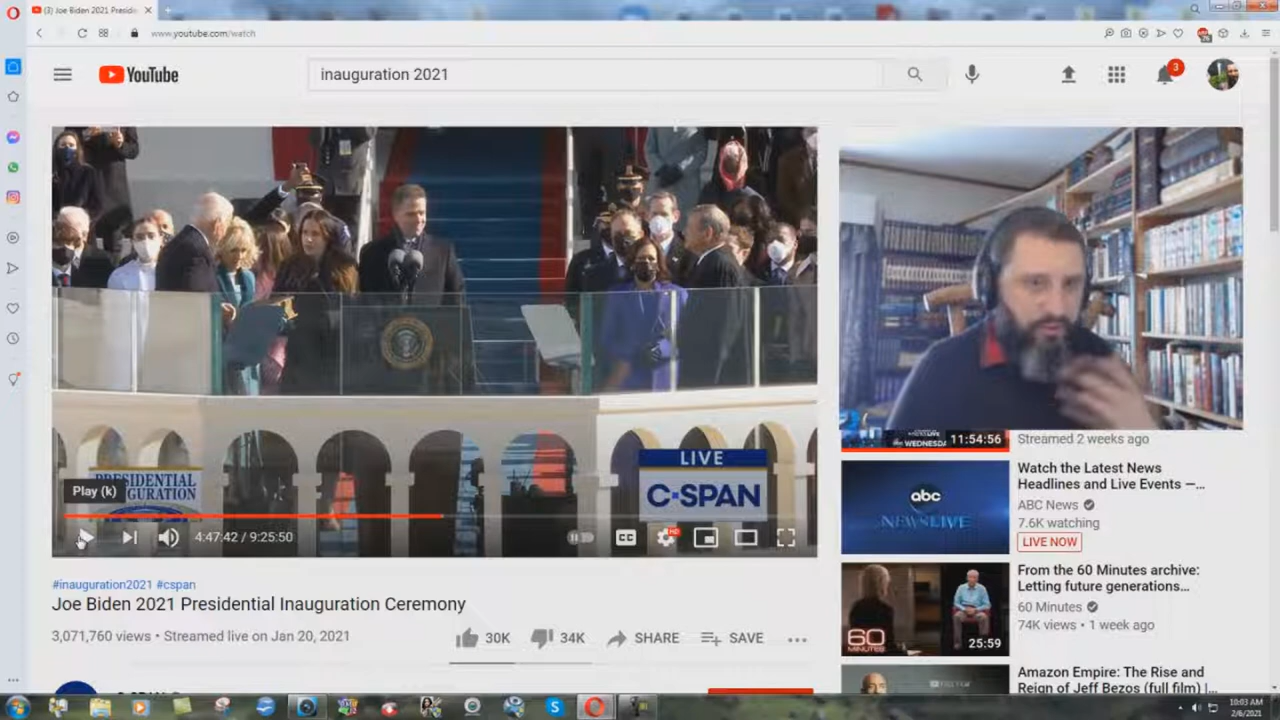 (3) Joe Biden 2021 Preside
www.youtube.com/watch
YouTube
inauguration 2021
3
LIVE
C-SPAN
PRESIDENTIAL
Play (k)
4:47:42 / 9:25:50
CC
HD
#inauguration2021 #cspan
Joe Biden 2021 Presidential Inauguration Ceremony
3,071,760 views • Streamed live on Jan 20, 2021
30K
34K
SHARE
SAVE
WEDNESDA
11:54:56
Streamed 2 weeks ago
abc
NEWSLIVE
Watch the Latest News
Headlines and Live Events —...
ABC News
7.6K watching
LIVE NOW
60
MINUTES
25:59
From the 60 Minutes archive:
Letting future generations...
60 Minutes
74K views • 1 week ago
Amazon Empire: The Rise and
Reign of Jeff Bezos (full film) |...
10:03 AM
2/6/2021